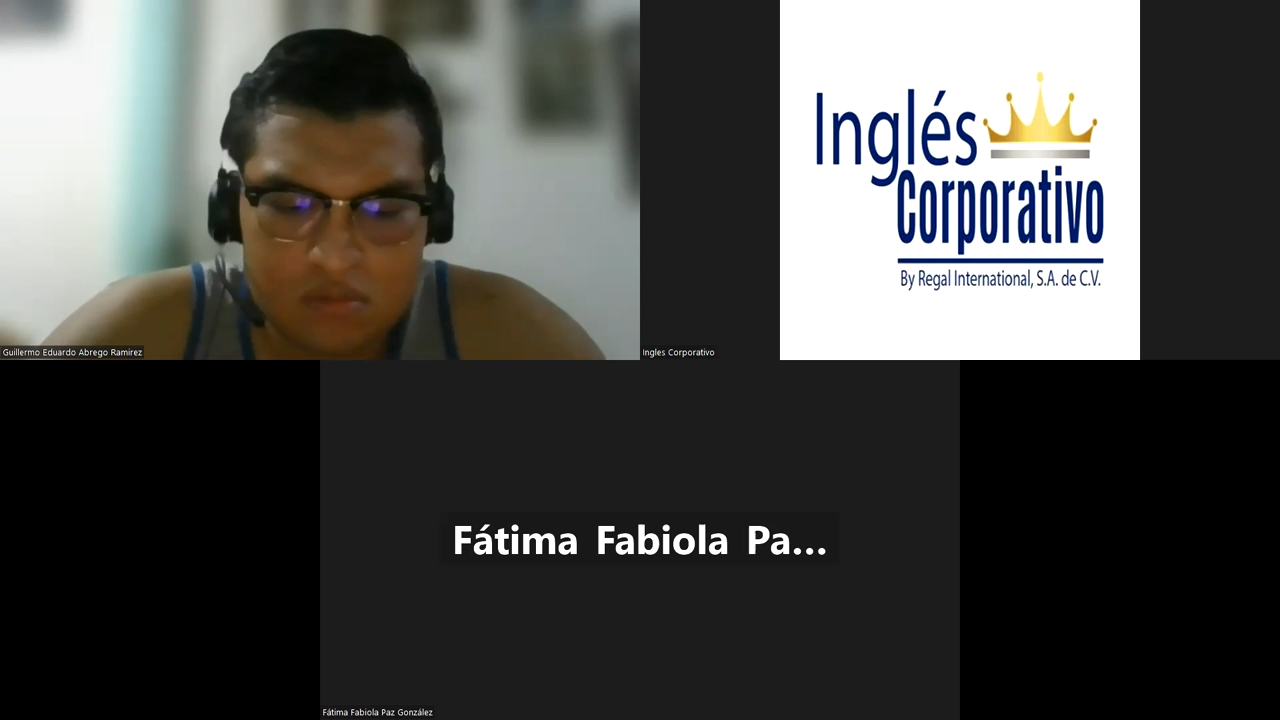 Inglés
Corporativo
By Regal International, S.A. de C.V.
Guillermo Eduardo Abrego Ramirez
Ingles Corporativo
Fátima Fabiola Pa...
Fátima Fabiola Paz González